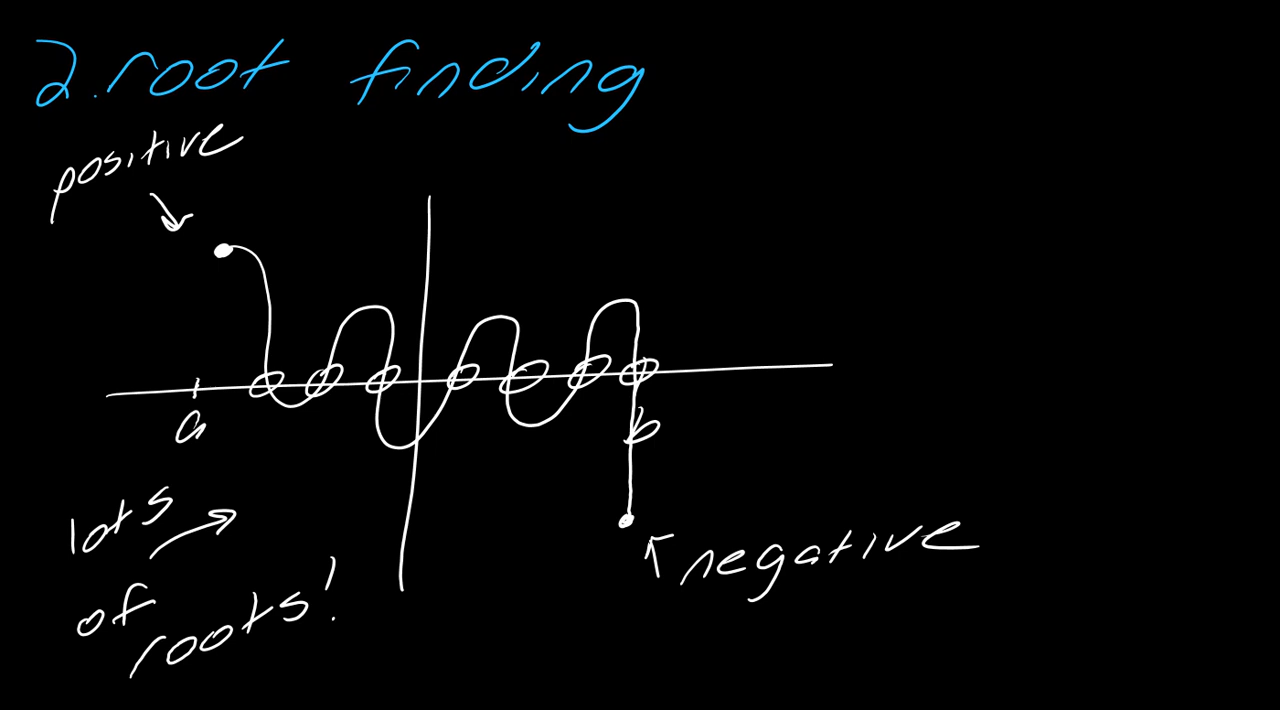 2. root finding
positive
a
b
lots
of
roots!
negative